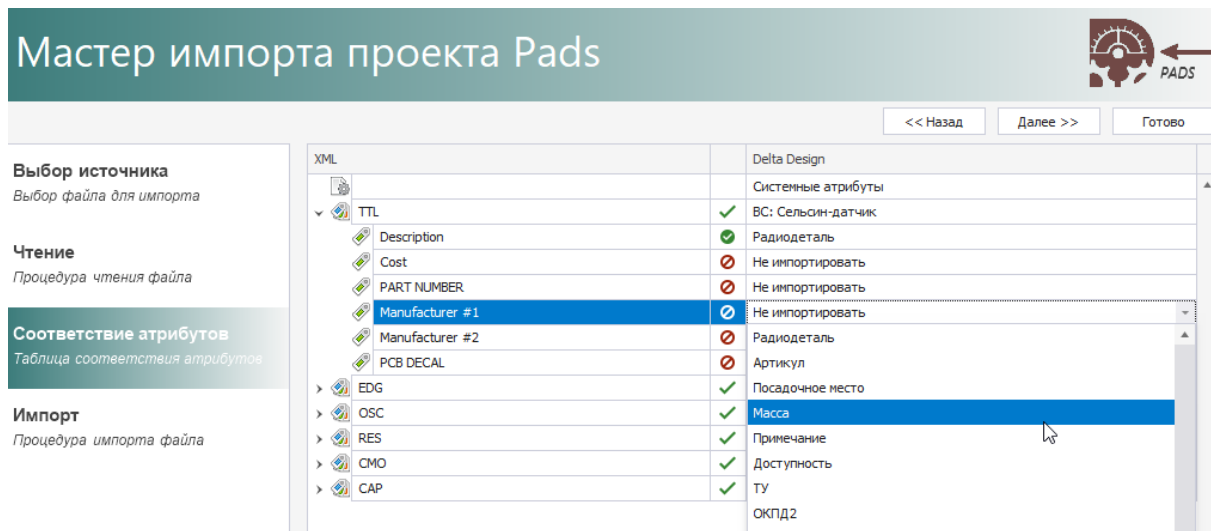 Мастер импорта проекта Pads
PADS
<< Назад Далее >> Готово
Выбор источника
Выбор файла для импорта
Чтение
Процедура чтения файла
Соответствие атрибутов
Таблица соответствия атрибутов
Импорт
Процедура импорта файла
XML Delta Design
Системные атрибуты
TTL ВС: Сельсин-датчик
Description Радиодеталь
Cost Не импортировать
PART NUMBER Не импортировать
Manufacturer #1 Не импортировать
Manufacturer #2 Радиодеталь
PCB DECAL Артикул
EDG Посадочное место
OSC Масса
RES Примечание
CMO Доступность
CAP ТУ
ОКПД2